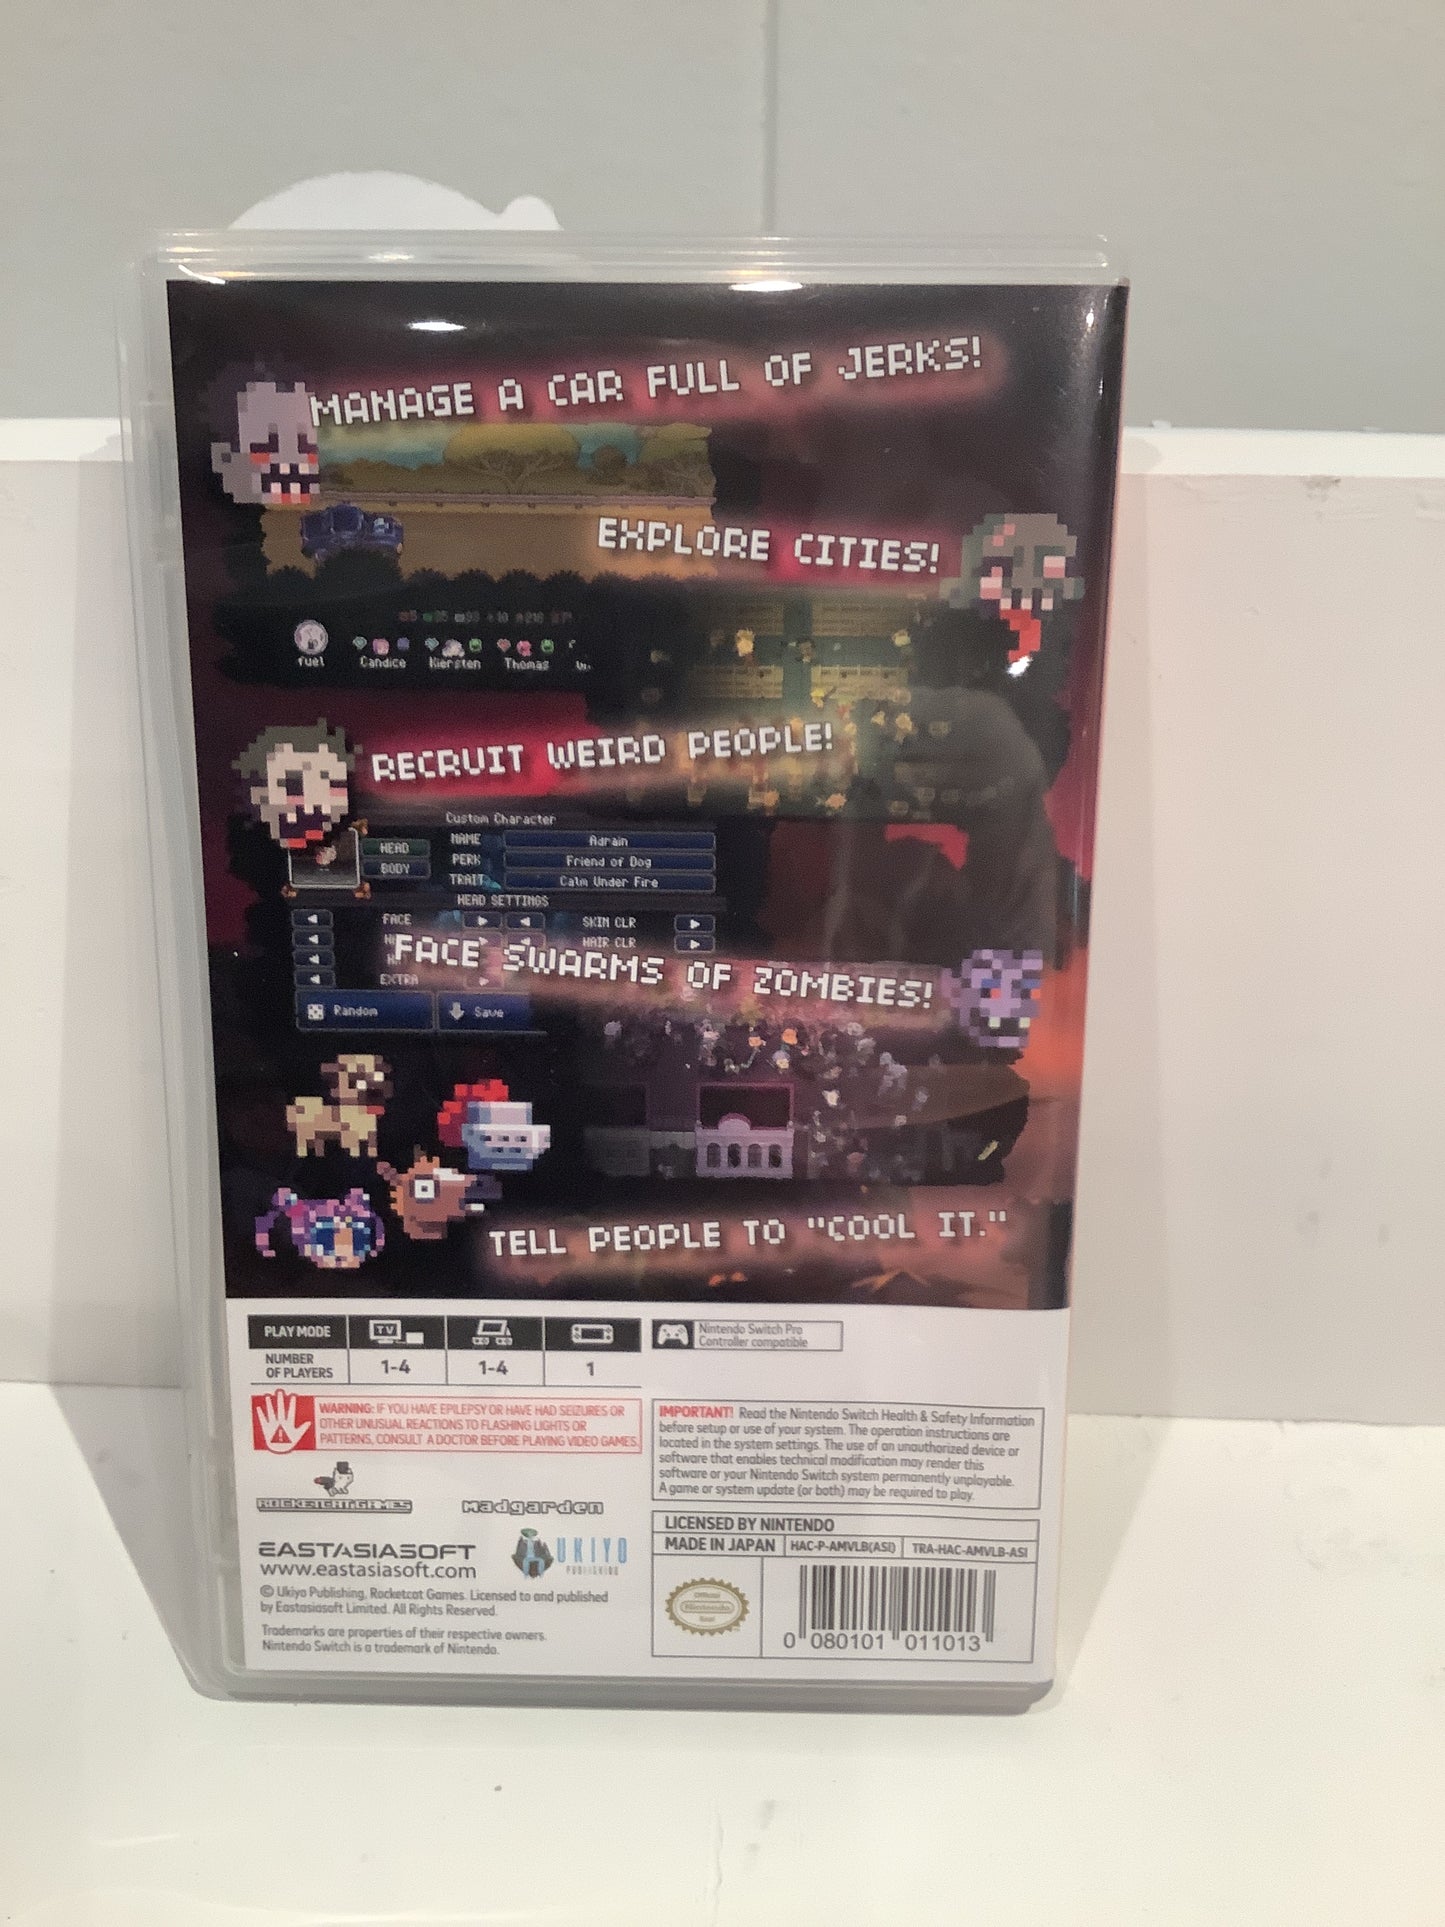 MANAGE A CAR FULL OF JERKS!
EXPLORE CITIES!
fuel
Candice
Kiersten
Thomas
RECRUIT WEIRD PEOPLE!
Custom Character
HEAD
BODY
NAME Adrain
PERK Friend of Dog
TRAIT Calm Under Fire
HEAD SETTINGS
FACE
SKIN CLR
HAIR CLR
FACE SWARMS OF ZOMBIES!
EXTRA
Random
Save
TELL PEOPLE TO "COOL IT."
PLAY MODE
TV
NUMBER
OF PLAYERS
1-4
1-4
1
Nintendo Switch Pro
Controller compatible
WARNING: IF YOU HAVE EPILEPSY OR HAVE HAD SEIZURES OR
OTHER UNUSUAL REACTIONS TO FLASHING LIGHTS OR
PATTERNS, CONSULT A DOCTOR BEFORE PLAYING VIDEO GAMES.
IMPORTANT! Read the Nintendo Switch Health & Safety Information
before setup or use of your system. The operation instructions are
located in the system settings. The use of an unauthorized device or
software that enables technical modification may render this
software or your Nintendo Switch system permanently unplayable.
A game or system update (or both) may be required to play.
ROCKETCATGAMES
madgarden
EASTASIASOFT
www.eastasiasoft.com
UKIYO
PUBLISHING
© Ukiyo Publishing, Rocketcat Games. Licensed to and published
by Eastasiasoft Limited. All Rights Reserved.
Trademarks are properties of their respective owners.
Nintendo Switch is a trademark of Nintendo.
LICENSED BY NINTENDO
MADE IN JAPAN
HAC-P-AMVLB(ASI)
TRA-HAC-AMVLB-ASI
Official
Nintendo
Seal
0 080101 011013